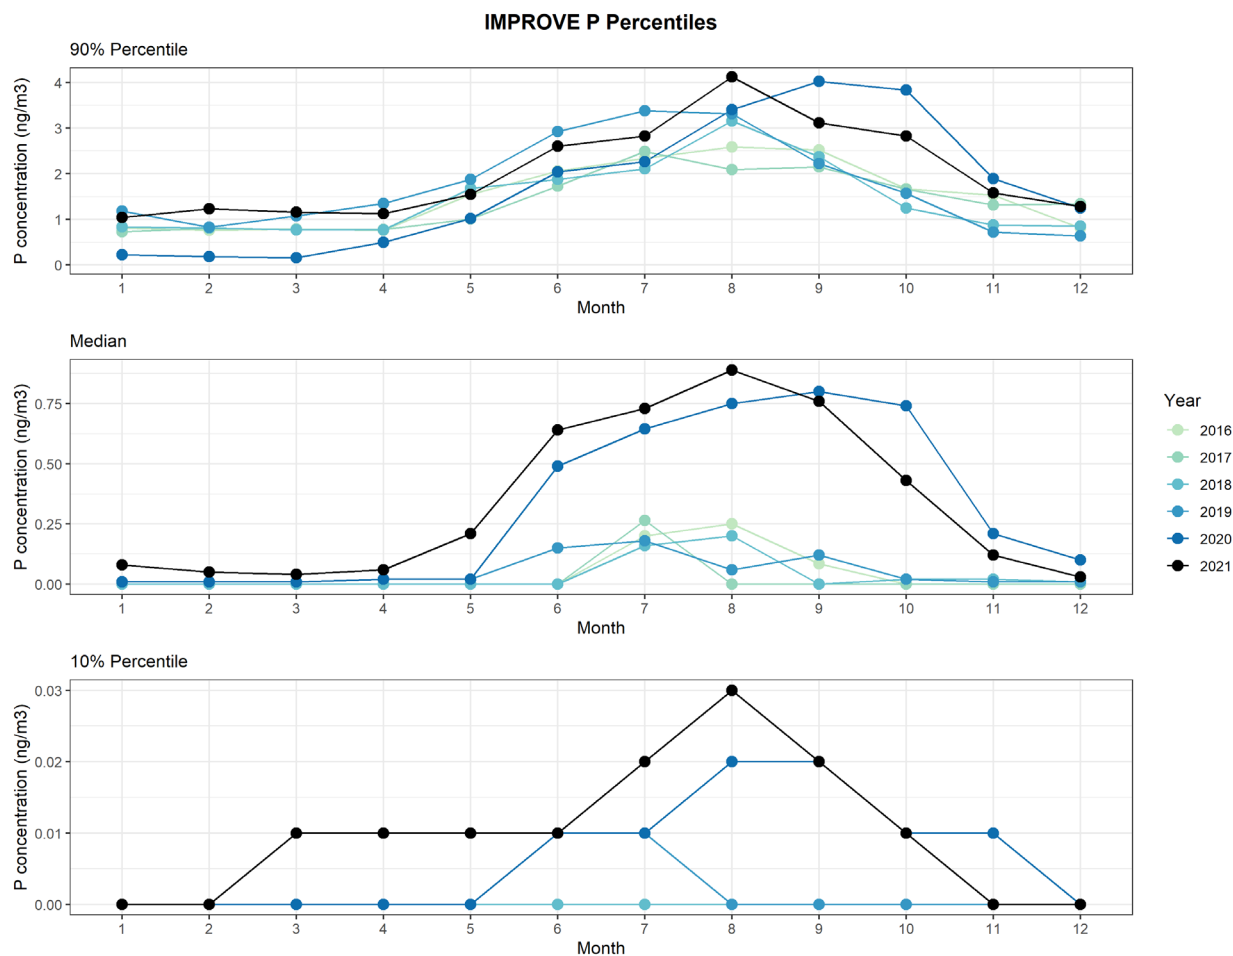 IMPROVE P Percentiles
90% Percentile
P concentration (ng/m3)
4
3
2
1
0
1 2 3 4 5 6 7 8 9 10 11 12
Month
Median
P concentration (ng/m3)
0.75
0.50
0.25
0.00
1 2 3 4 5 6 7 8 9 10 11 12
Month
10% Percentile
P concentration (ng/m3)
0.03
0.02
0.01
0.00
1 2 3 4 5 6 7 8 9 10 11 12
Month
Year
2016
2017
2018
2019
2020
2021